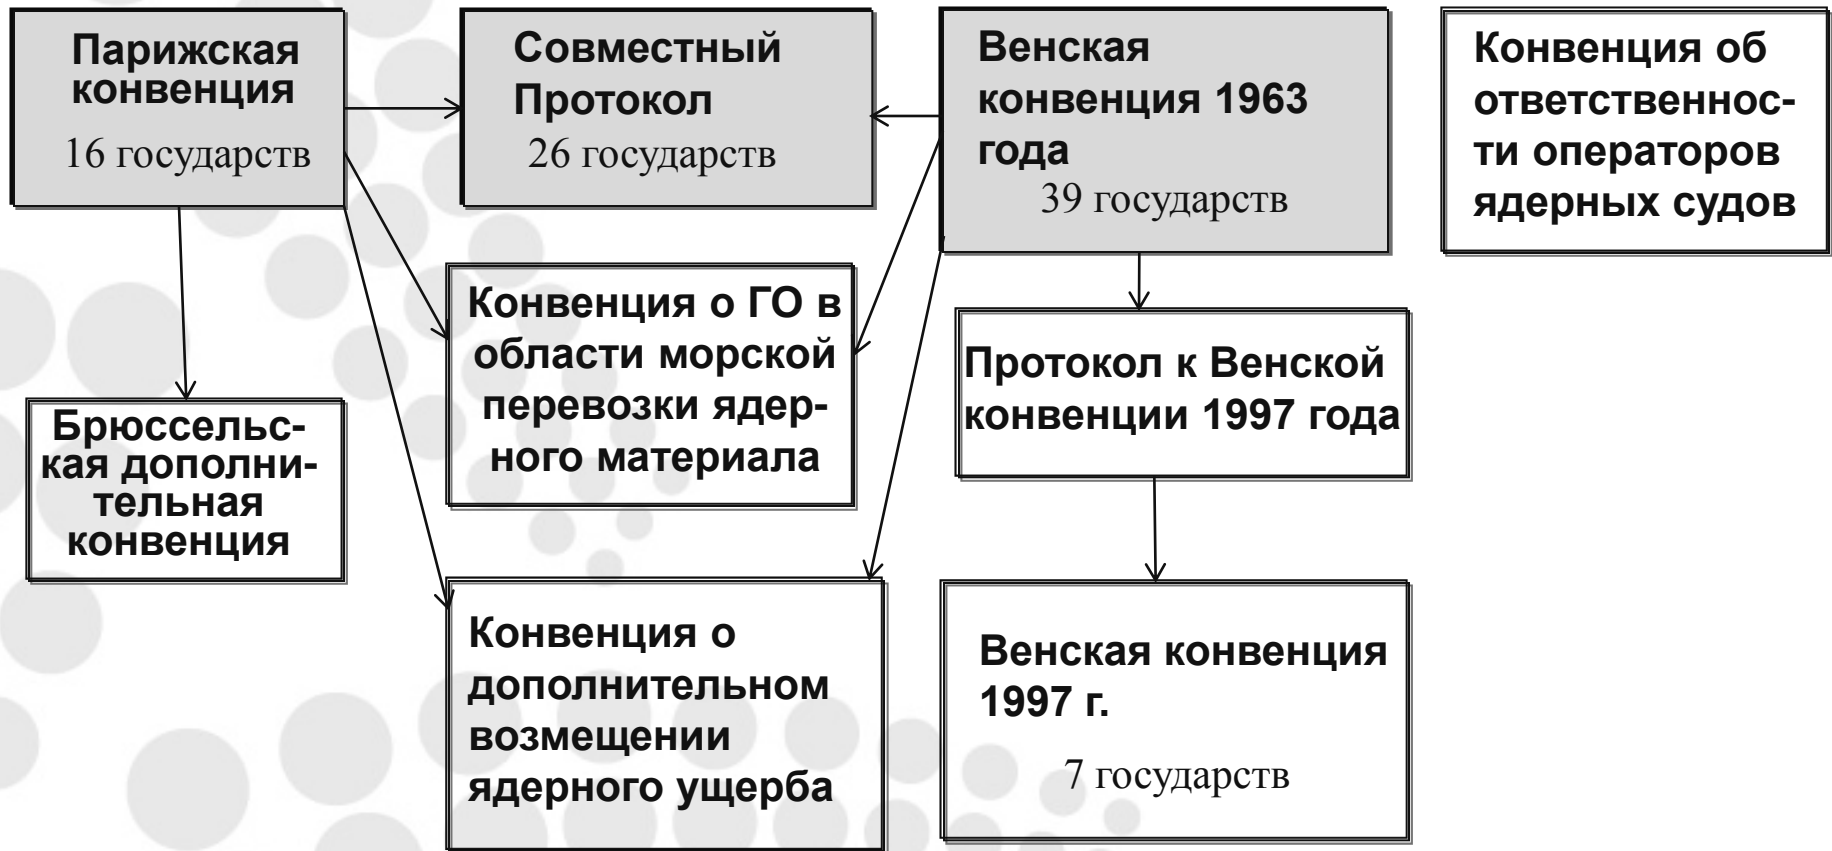 Парижская
конвенция
16 государств
Совместный
Протокол
26 государств
Венская
конвенция 1963
года
39 государств
Конвенция об
ответственнос-
ти операторов
ядерных судов
Конвенция о ГО в
области морской
перевозки ядер-
ного материала
Протокол к Венской
конвенции 1997 года
Брюссельс-
кая дополни-
тельная
конвенция
Конвенция о
дополнительном
возмещении
ядерного ущерба
Венская конвенция
1997 г.
7 государств